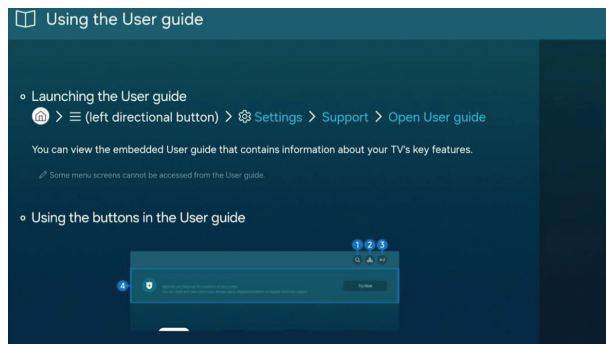 Using the User guide
Launching the User guide
> ☰ (left directional button) > Settings > Support > Open User guide
You can view the embedded User guide that contains information about your TV's key features.
Some menu screens cannot be accessed from the User guide.
Using the buttons in the User guide
1 2 3
4
Try Now